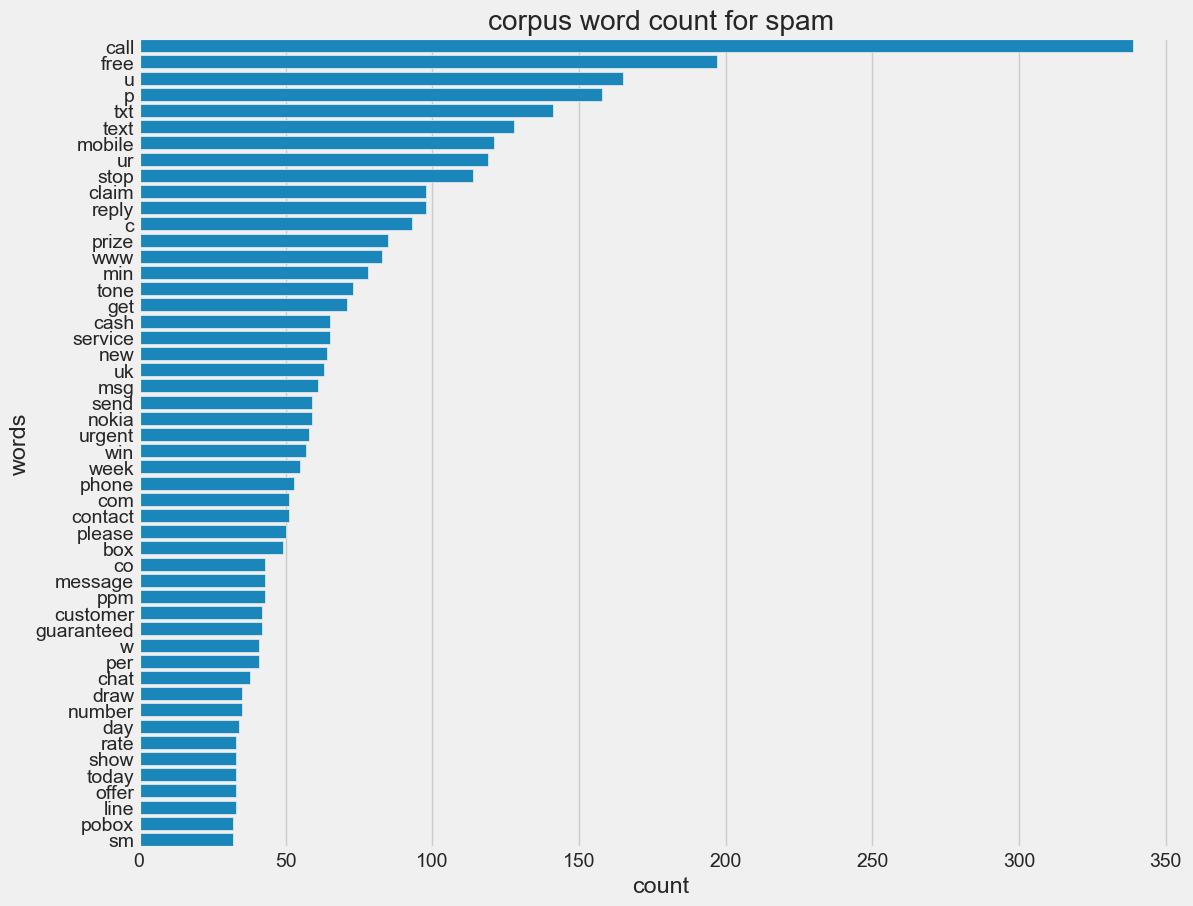 corpus word count for spam
call
free
u
p
txt
text
mobile
ur
stop
claim
reply
c
prize
www
min
tone
get
cash
service
new
uk
msg
send
nokia
urgent
win
week
phone
com
contact
please
box
co
message
ppm
customer
guaranteed
w
per
chat
draw
number
day
rate
show
today
offer
line
pobox
sm
words
0 50 100 150 200 250 300 350
count